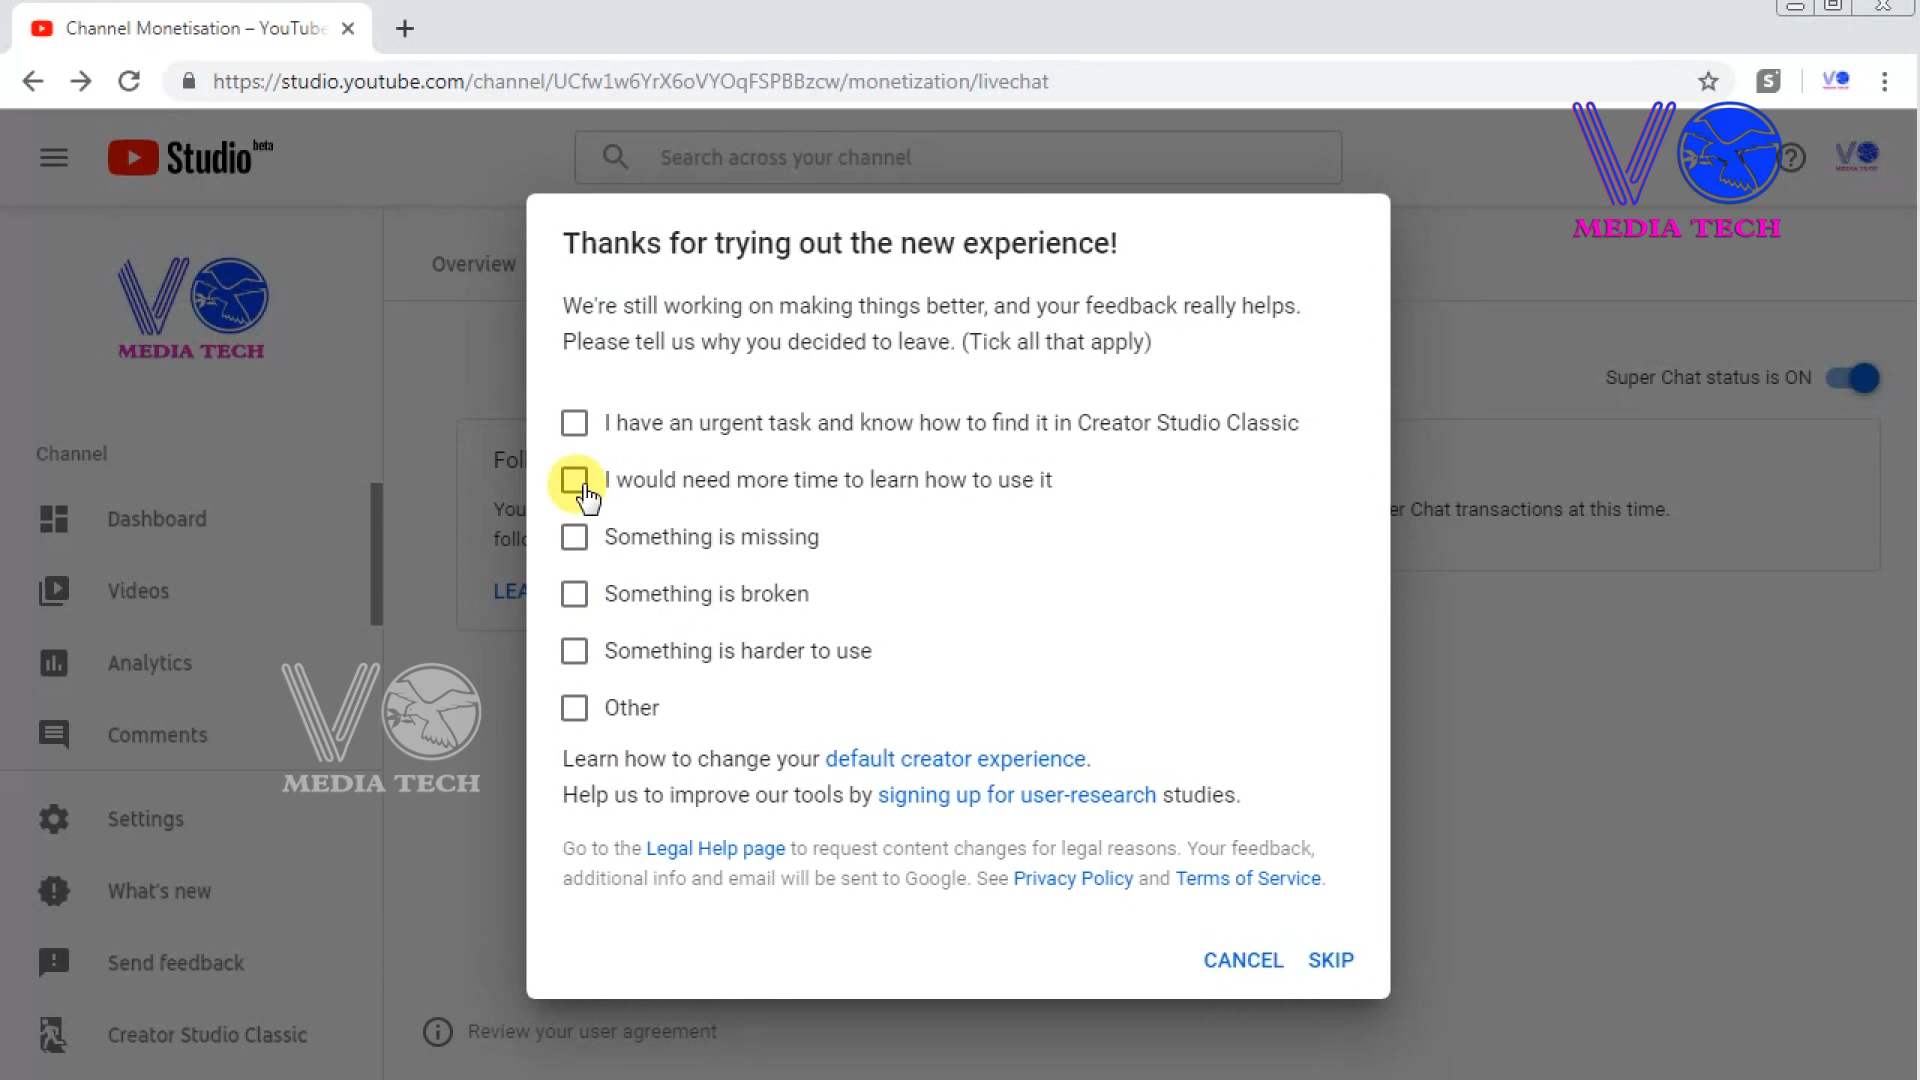 Channel Monetisation – YouTube
https://studio.youtube.com/channel/UCfw1w6YrX6oVYOqFSPBBzcw/monetization/livechat
Studio beta
Search across your channel
VO
MEDIA TECH
VO
MEDIA TECH
Overview
Super Chat status is ON
Thanks for trying out the new experience!
We're still working on making things better, and your feedback really helps.
Please tell us why you decided to leave. (Tick all that apply)
I have an urgent task and know how to find it in Creator Studio Classic
I would need more time to learn how to use it
Something is missing
Something is broken
Something is harder to use
Other
Learn how to change your default creator experience.
Help us to improve our tools by signing up for user-research studies.
Go to the Legal Help page to request content changes for legal reasons. Your feedback,
additional info and email will be sent to Google. See Privacy Policy and Terms of Service.
CANCEL SKIP
Chat transactions at this time.
Channel
Dashboard
Videos
Analytics
Comments
VO
MEDIA TECH
Settings
What's new
Send feedback
Creator Studio Classic
Review your user agreement